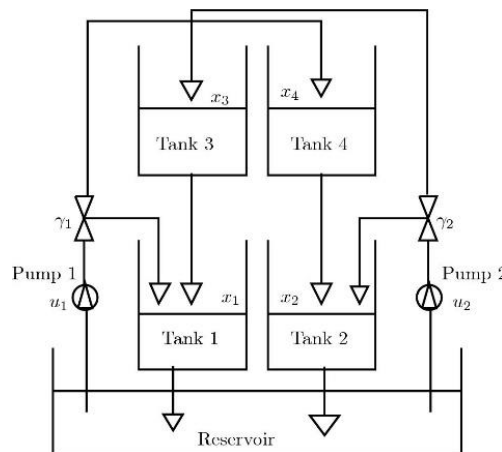 x₃ x₄
Tank 3 Tank 4
γ₁ γ₂
Pump 1 Pump 2
u₁ x₁ x₂ u₂
Tank 1 Tank 2
Reservoir